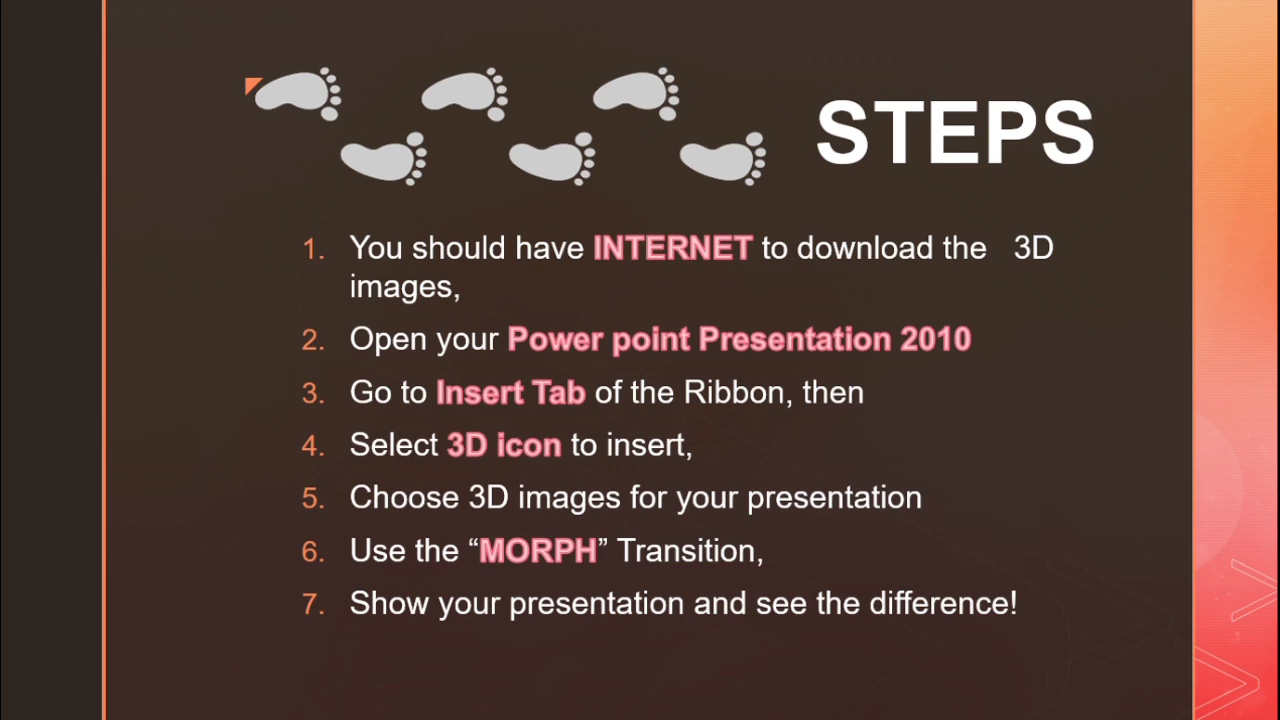 STEPS
1. You should have INTERNET to download the 3D
images,
2. Open your Power point Presentation 2010
3. Go to Insert Tab of the Ribbon, then
4. Select 3D icon to insert,
5. Choose 3D images for your presentation
6. Use the “MORPH” Transition,
7. Show your presentation and see the difference!